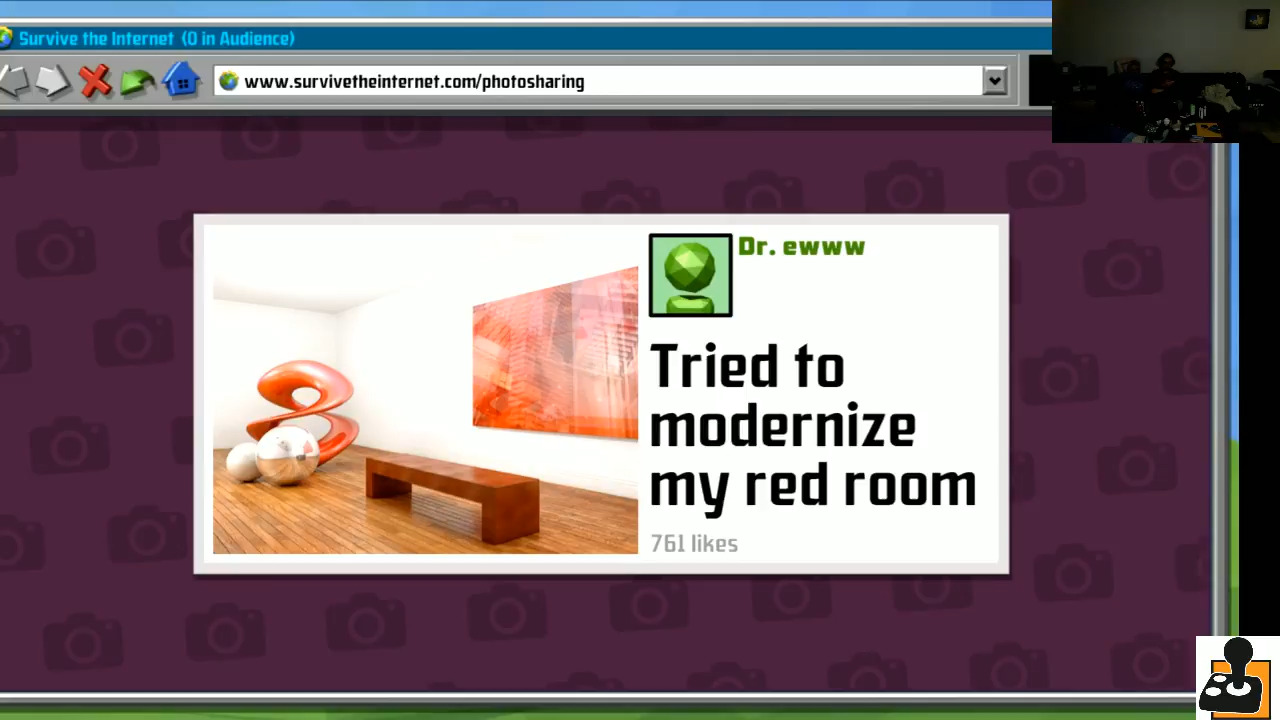 Survive the Internet (0 in Audience)
www.survivetheinternet.com/photosharing
Dr. ewww
Tried to
modernize
my red room
761 likes